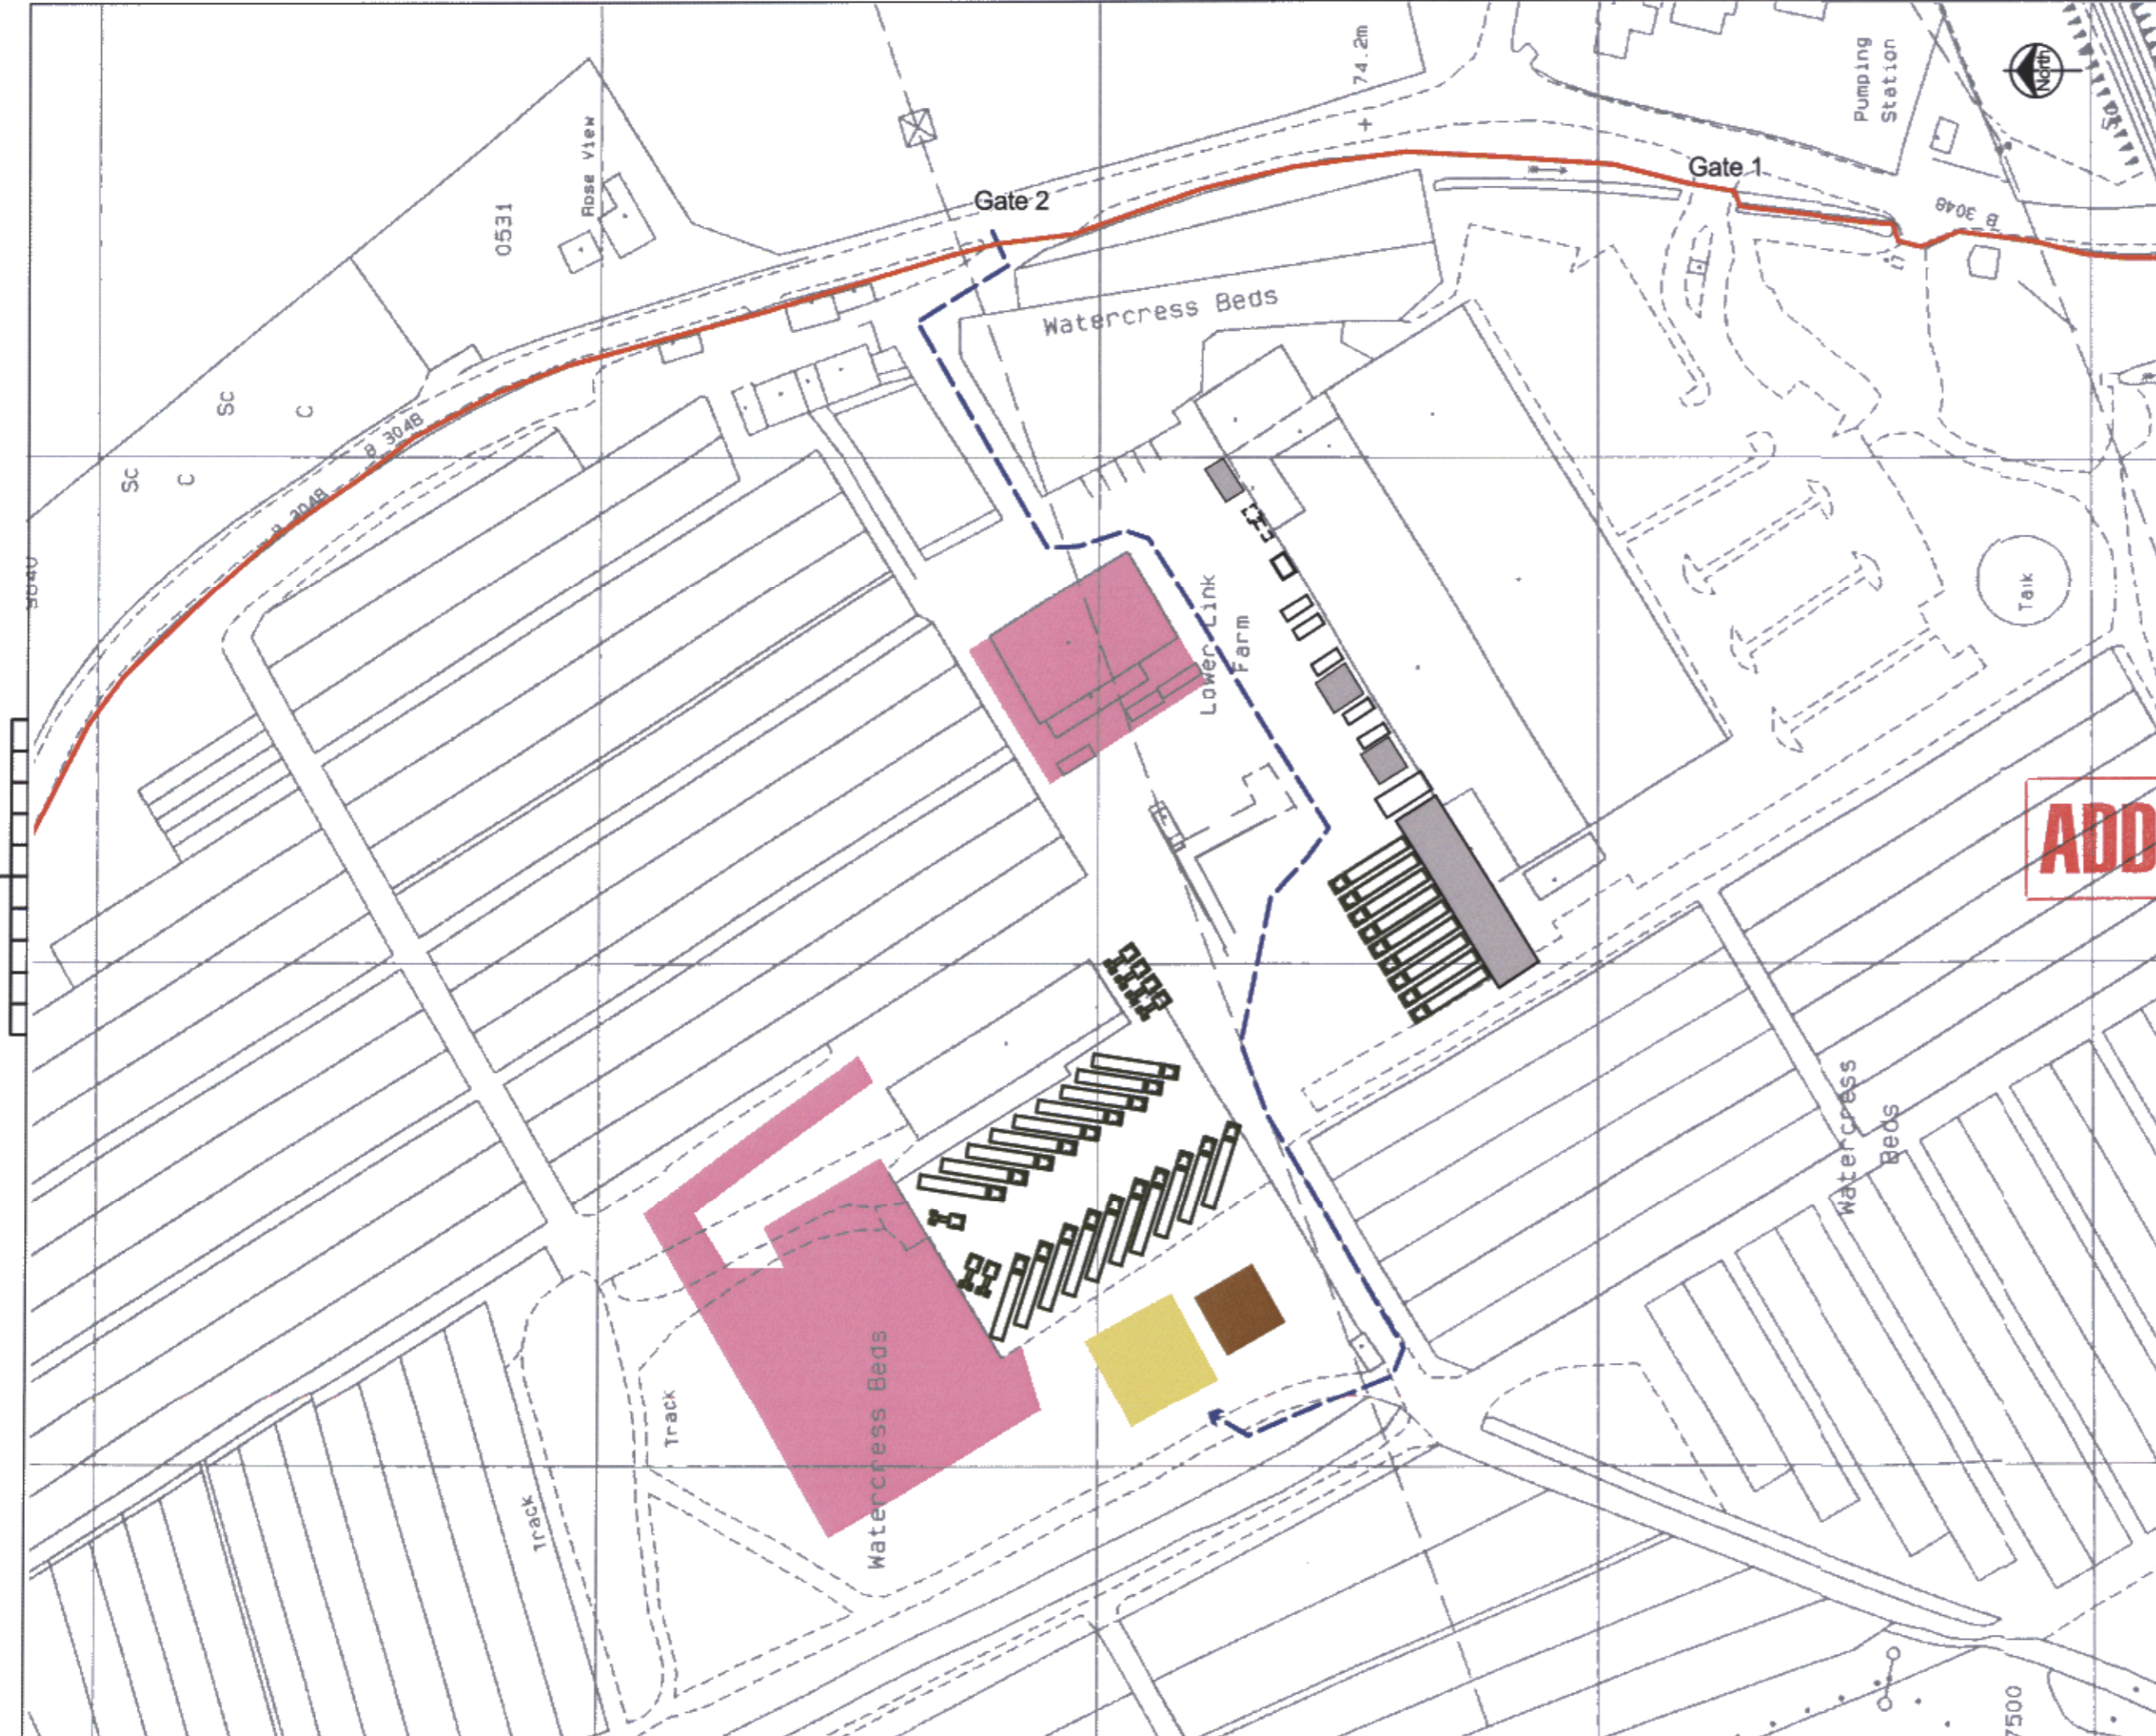 74.2m
Pumping
Station
North
Rose View
0531
Gate 2
Gate 1
B 3048
Watercress Beds
Sc
C
Sc
C
B 3048
B 3048
Lower Link
Farm
Tank
ADD
Watercress
Beds
Track
Watercress Beds
Track
7500